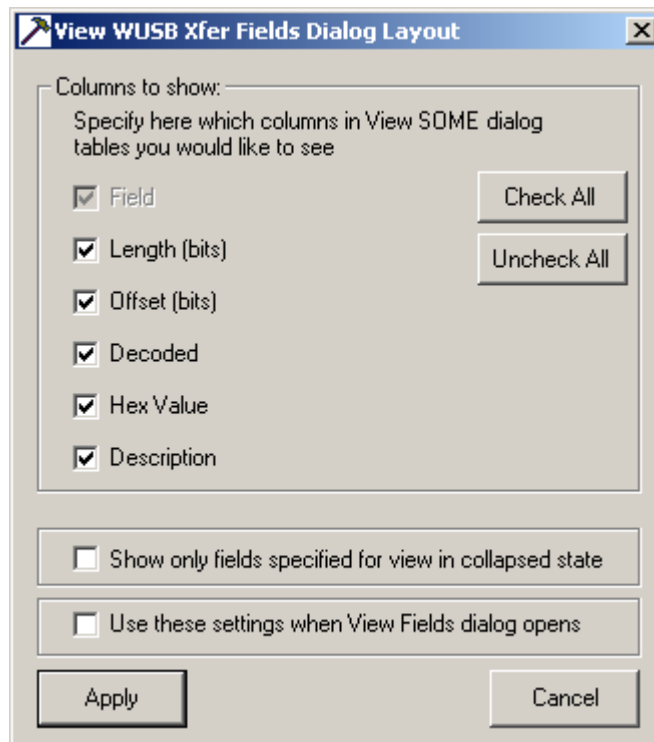 View WUSB Xfer Fields Dialog Layout
Columns to show:
Specify here which columns in View SOME dialog
tables you would like to see
Field
Check All
Length (bits)
Uncheck All
Offset (bits)
Decoded
Hex Value
Description
Show only fields specified for view in collapsed state
Use these settings when View Fields dialog opens
Apply
Cancel